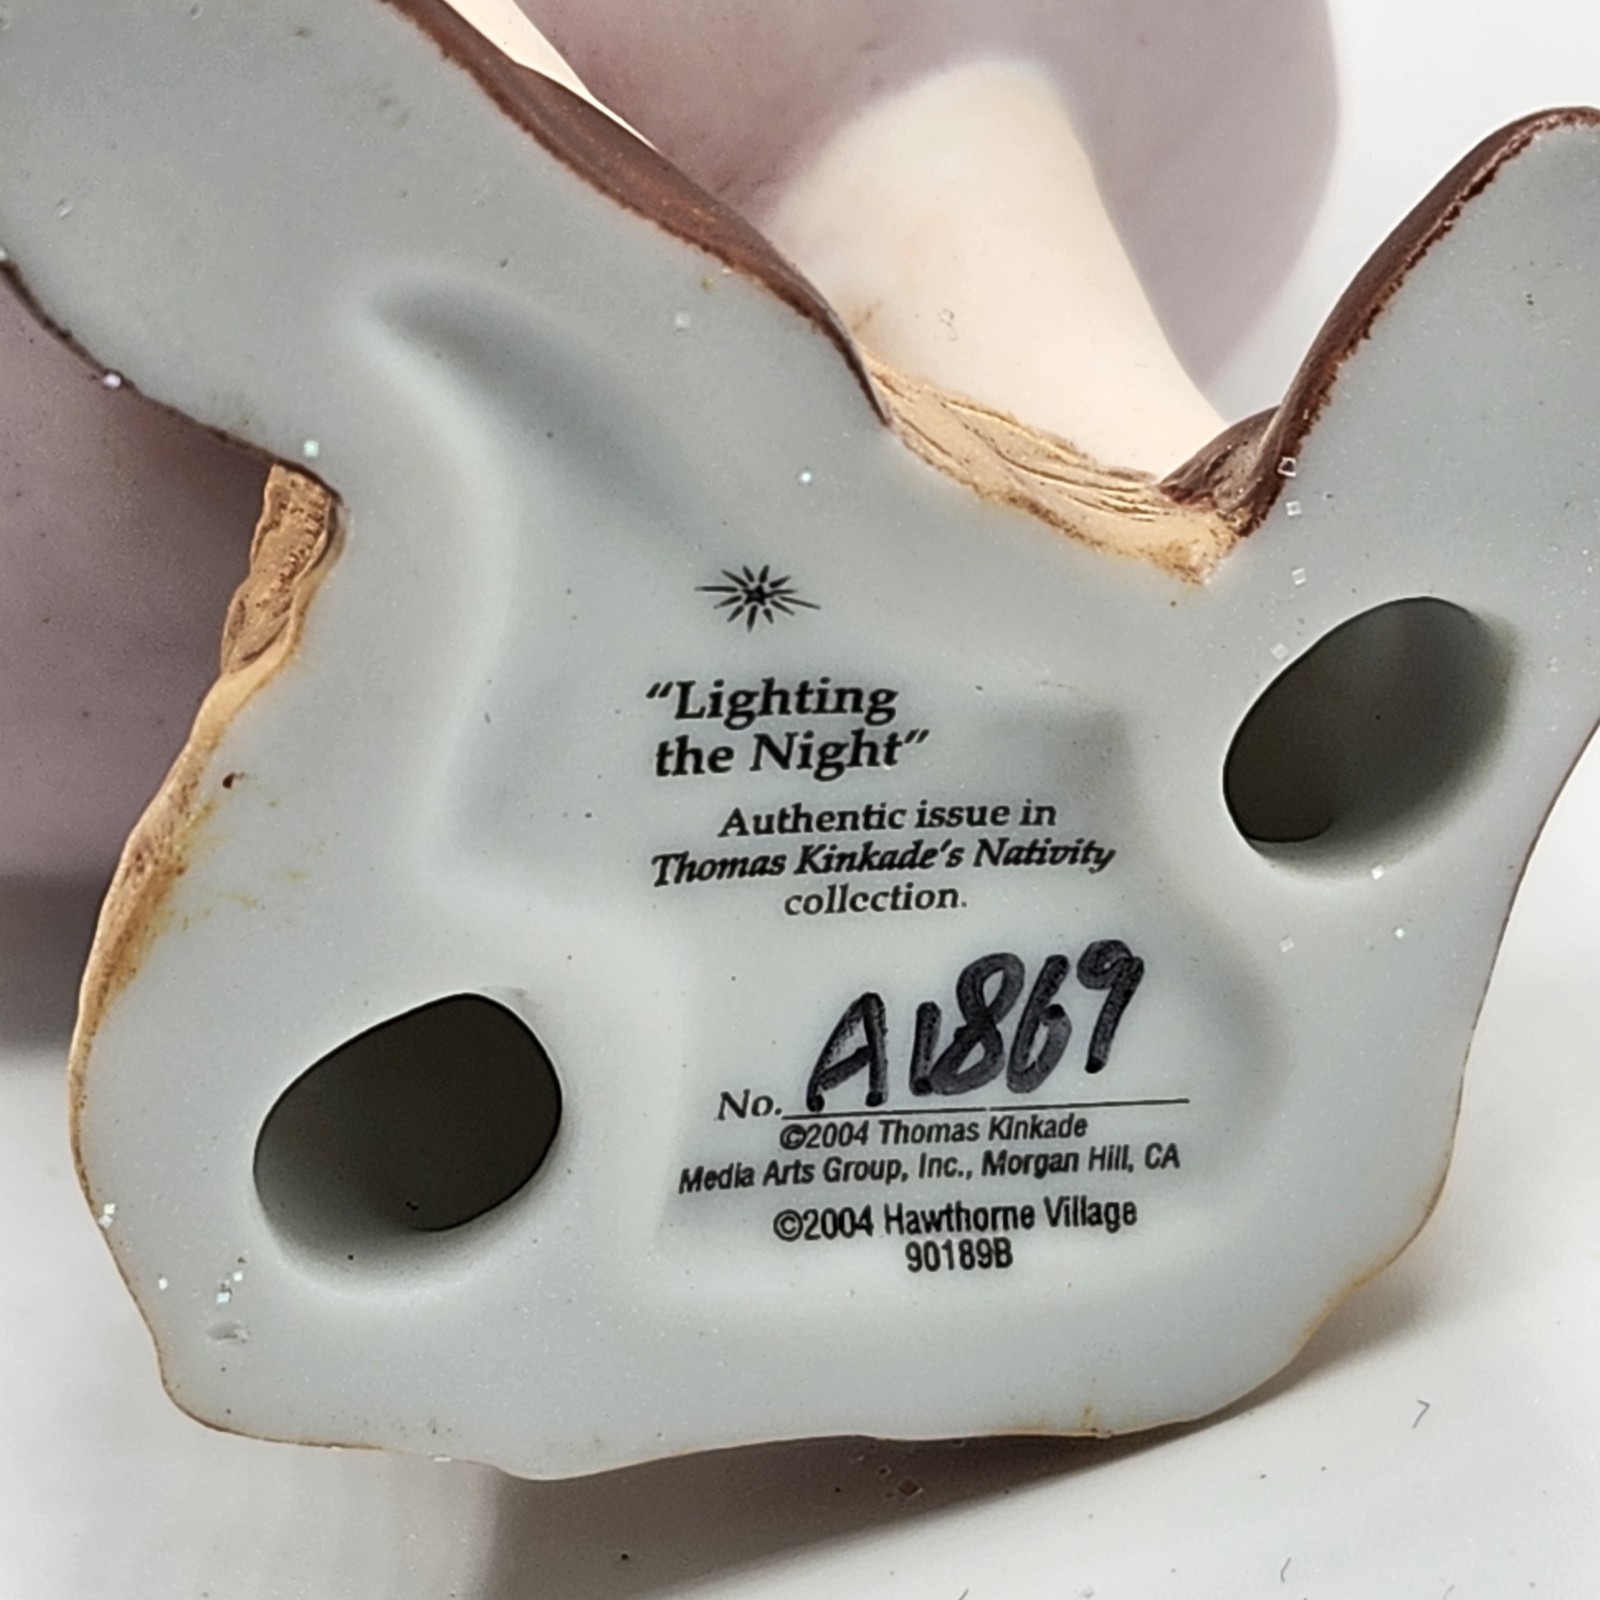 “Lighting
the Night”
Authentic issue in
Thomas Kinkade's Nativity
collection.
No. A1869
©2004 Thomas Kinkade
Media Arts Group, Inc., Morgan Hill, CA
©2004 Hawthorne Village
90189B